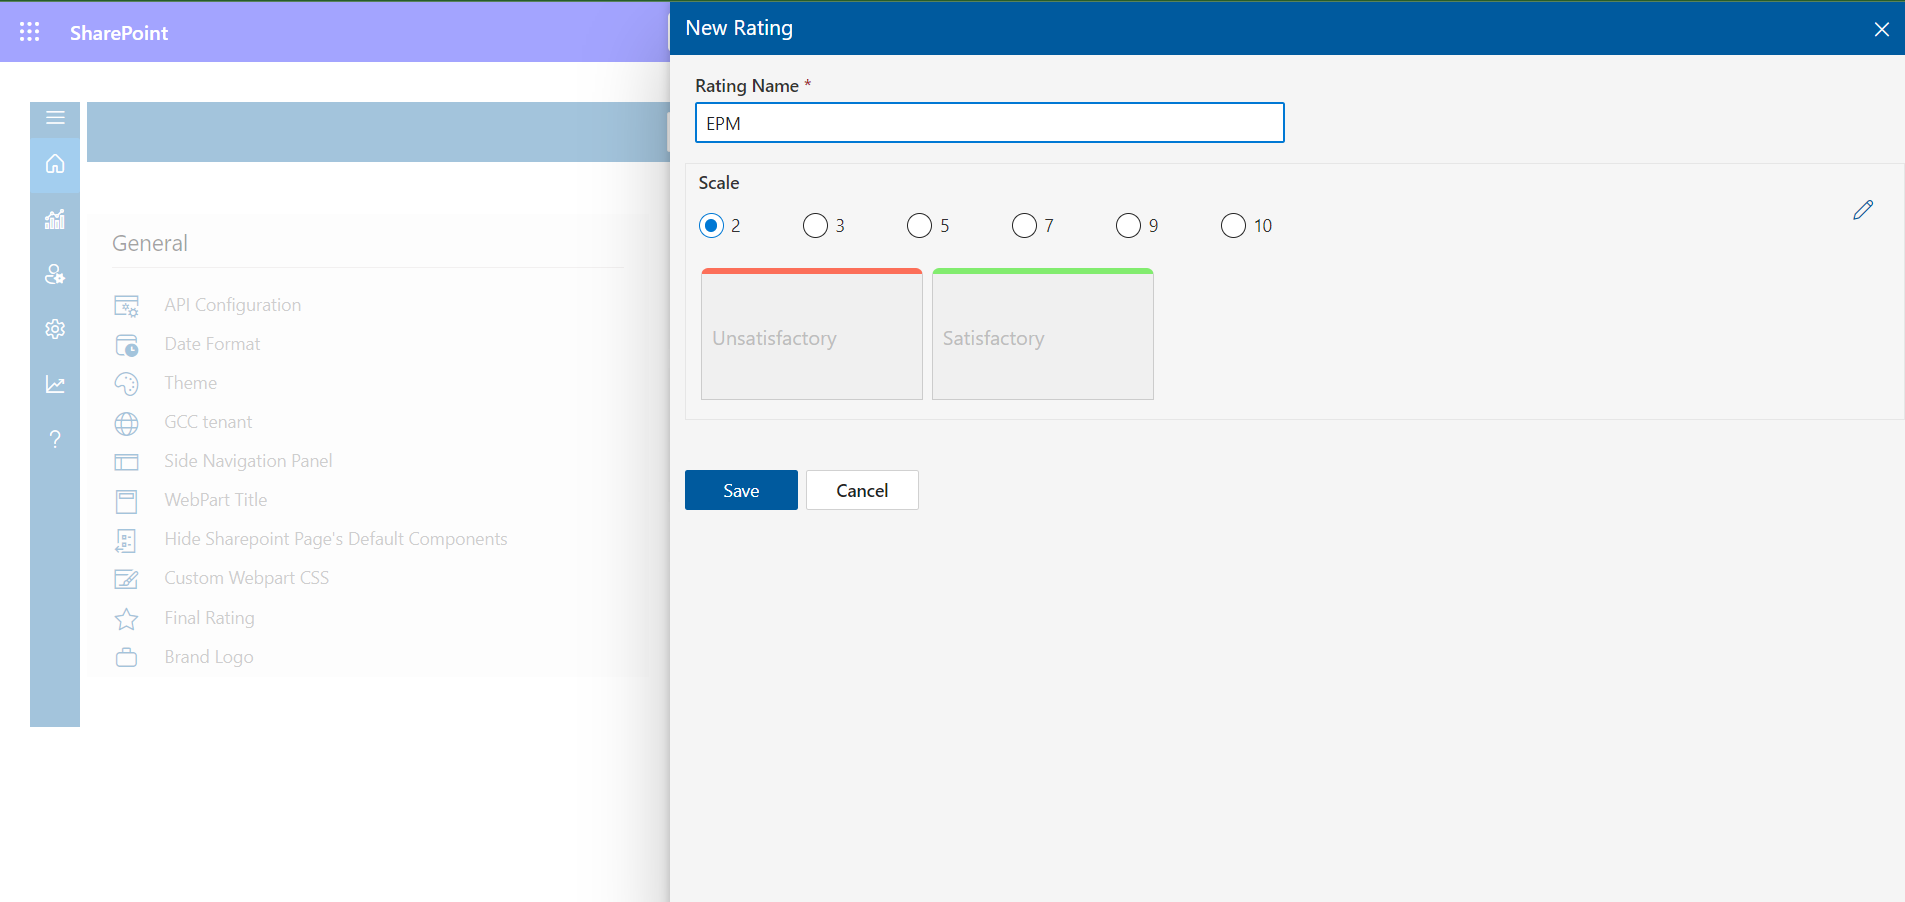 SharePoint
New Rating
Rating Name *
EPM
Scale
2 3 5 7 9 10
Unsatisfactory Satisfactory
Save Cancel
General
API Configuration
Date Format
Theme
GCC tenant
Side Navigation Panel
WebPart Title
Hide Sharepoint Page's Default Components
Custom Webpart CSS
Final Rating
Brand Logo